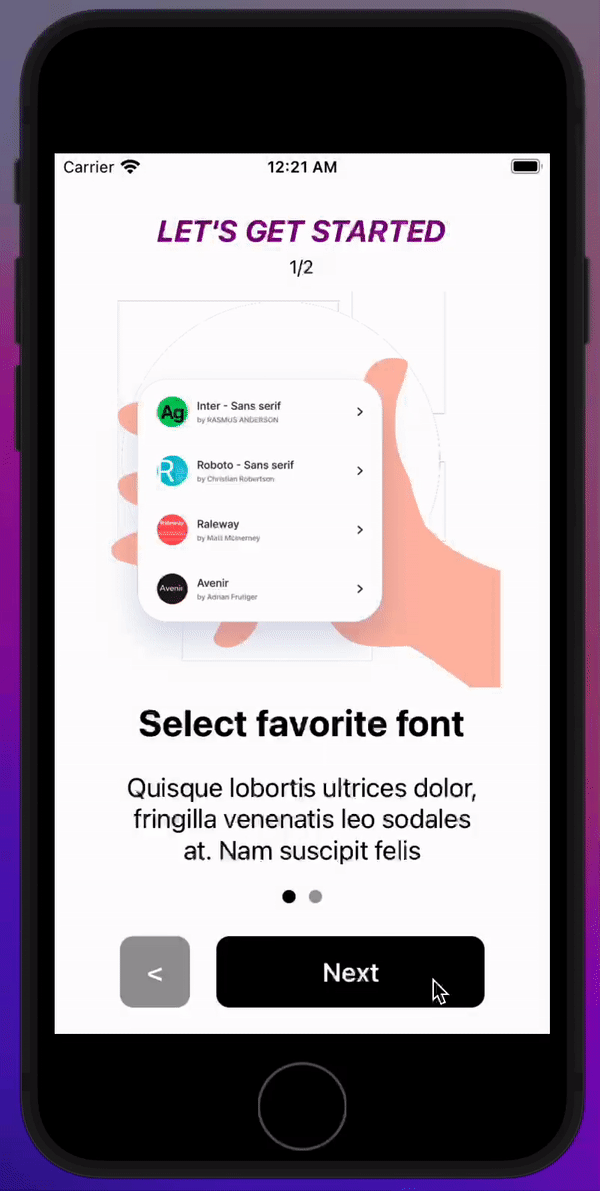 Carrier 12:21 AM
LET'S GET STARTED
1/2
Ag
Inter - Sans serif
by RASMUS ANDERSON
R
Roboto - Sans serif
by Christian Robertson
Raleway
Raleway
by Matt McInerney
Avenir
Avenir
by Adrian Frutiger
Select favorite font
Quisque lobortis ultrices dolor,
fringilla venenatis leo sodales
at. Nam suscipit felis
< Next